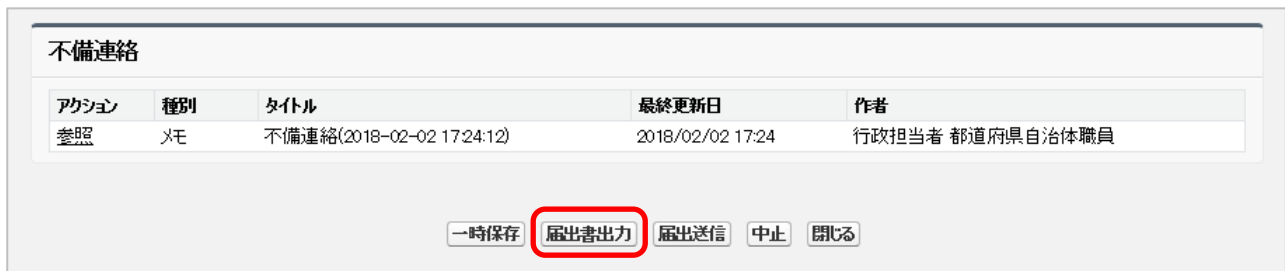 不備連絡
アクション 種別 タイトル 最終更新日 作者
参照 メモ 不備連絡(2018-02-02 17:24:12) 2018/02/02 17:24 行政担当者 都道府県自治体職員
一時保存 届出書出力 届出送信 中止 閉じる